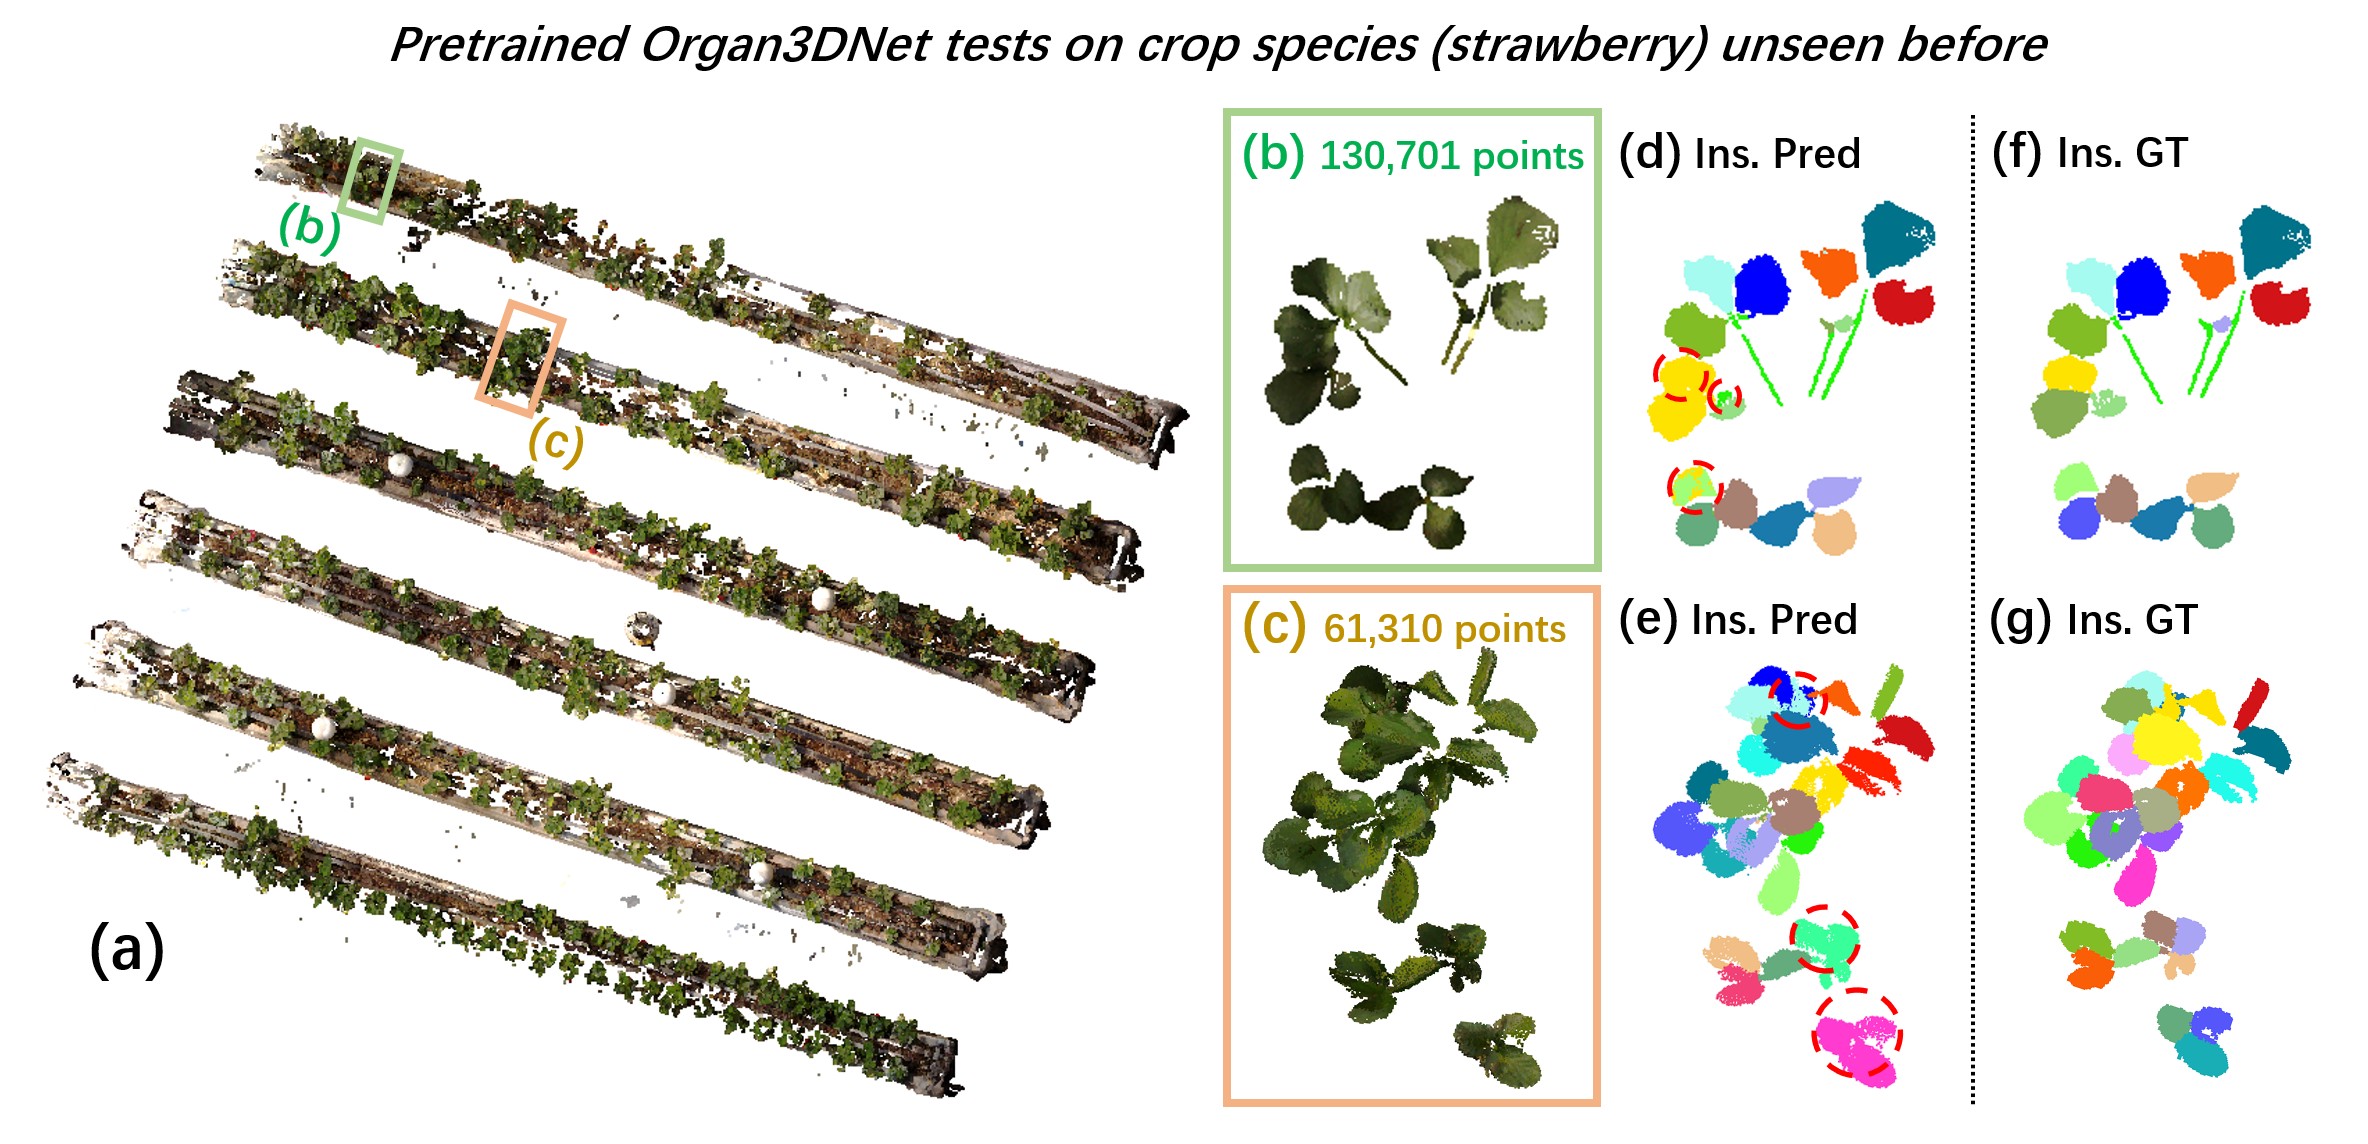 Pretrained Organ3DNet tests on crop species (strawberry) unseen before
(a)
(b)
(c)
(b) 130,701 points
(d) Ins. Pred
(f) Ins. GT
(c) 61,310 points
(e) Ins. Pred
(g) Ins. GT